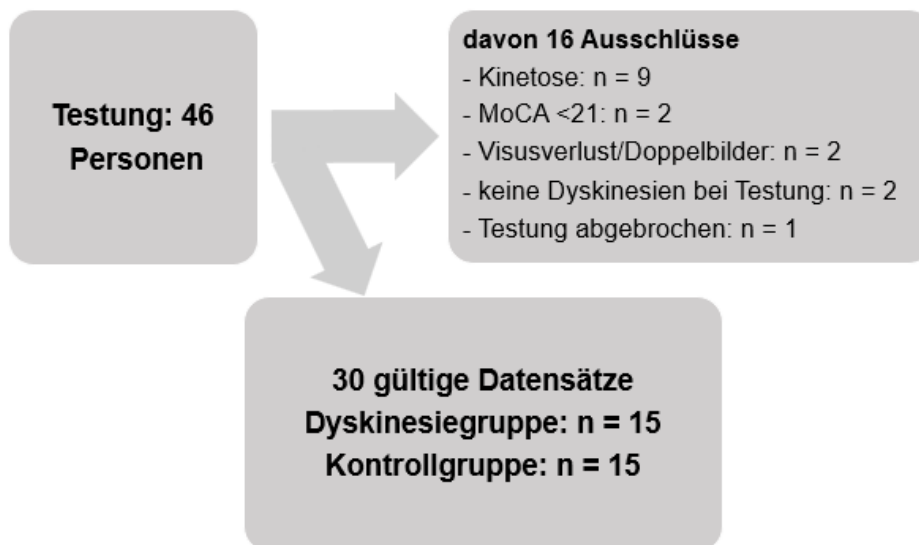 Testung: 46
Personen
davon 16 Ausschlüsse
- Kinetose: n = 9
- MoCA <21: n = 2
- Visusverlust/Doppelbilder: n = 2
- keine Dyskinesien bei Testung: n = 2
- Testung abgebrochen: n = 1
30 gültige Datensätze
Dyskinesiegruppe: n = 15
Kontrollgruppe: n = 15